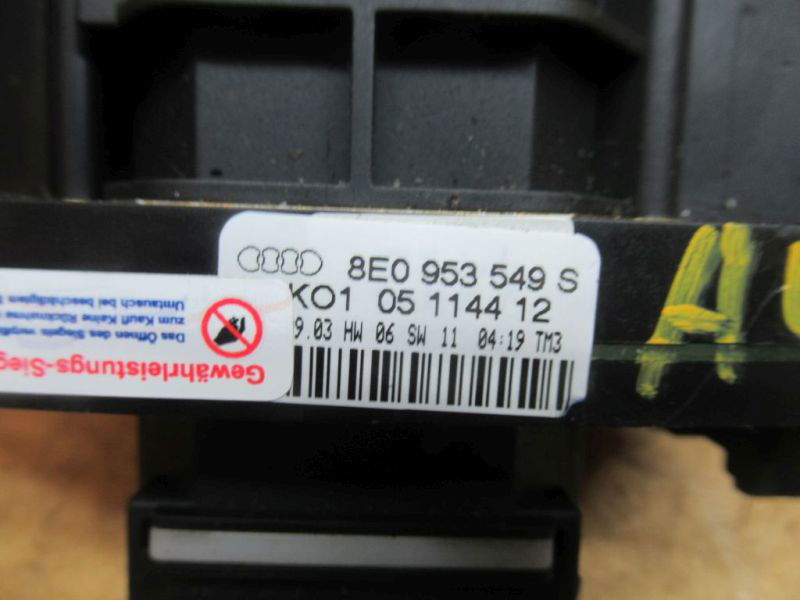 8E0 953 549 S
KO1 05 1144 12
9.03 HW 06 SW 11 04:19 TM3
Gewährleistungs-Sieg
Das Öffnen des Siegels
zum Kauf! Keine Rücknahme
Umtausch bei beschädigten
A